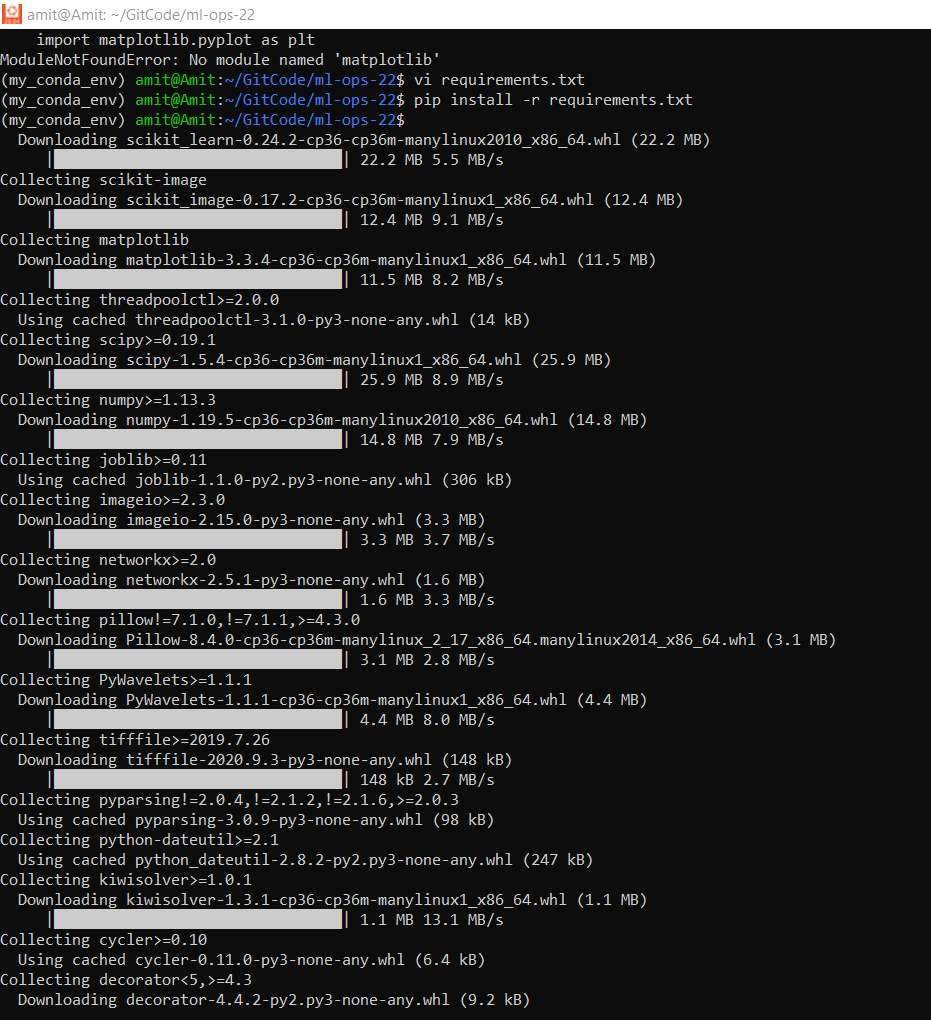 amit@Amit: ~/GitCode/ml-ops-22
import matplotlib.pyplot as plt
ModuleNotFoundError: No module named 'matplotlib'
(my_conda_env) amit@Amit:~/GitCode/ml-ops-22$ vi requirements.txt
(my_conda_env) amit@Amit:~/GitCode/ml-ops-22$ pip install -r requirements.txt
(my_conda_env) amit@Amit:~/GitCode/ml-ops-22$
Downloading scikit_learn-0.24.2-cp36-cp36m-manylinux2010_x86_64.whl (22.2 MB)
| | 22.2 MB 5.5 MB/s
Collecting scikit-image
Downloading scikit_image-0.17.2-cp36-cp36m-manylinux1_x86_64.whl (12.4 MB)
| | 12.4 MB 9.1 MB/s
Collecting matplotlib
Downloading matplotlib-3.3.4-cp36-cp36m-manylinux1_x86_64.whl (11.5 MB)
| | 11.5 MB 8.2 MB/s
Collecting threadpoolctl>=2.0.0
Using cached threadpoolctl-3.1.0-py3-none-any.whl (14 kB)
Collecting scipy>=0.19.1
Downloading scipy-1.5.4-cp36-cp36m-manylinux1_x86_64.whl (25.9 MB)
| | 25.9 MB 8.9 MB/s
Collecting numpy>=1.13.3
Downloading numpy-1.19.5-cp36-cp36m-manylinux2010_x86_64.whl (14.8 MB)
| | 14.8 MB 7.9 MB/s
Collecting joblib>=0.11
Using cached joblib-1.1.0-py2.py3-none-any.whl (306 kB)
Collecting imageio>=2.3.0
Downloading imageio-2.15.0-py3-none-any.whl (3.3 MB)
| | 3.3 MB 3.7 MB/s
Collecting networkx>=2.0
Downloading networkx-2.5.1-py3-none-any.whl (1.6 MB)
| | 1.6 MB 3.3 MB/s
Collecting pillow!=7.1.0,!=7.1.1,>=4.3.0
Downloading Pillow-8.4.0-cp36-cp36m-manylinux_2_17_x86_64.manylinux2014_x86_64.whl (3.1 MB)
| | 3.1 MB 2.8 MB/s
Collecting PyWavelets>=1.1.1
Downloading PyWavelets-1.1.1-cp36-cp36m-manylinux1_x86_64.whl (4.4 MB)
| | 4.4 MB 8.0 MB/s
Collecting tifffile>=2019.7.26
Downloading tifffile-2020.9.3-py3-none-any.whl (148 kB)
| | 148 kB 2.7 MB/s
Collecting pyparsing!=2.0.4,!=2.1.2,!=2.1.6,>=2.0.3
Using cached pyparsing-3.0.9-py3-none-any.whl (98 kB)
Collecting python-dateutil>=2.1
Using cached python_dateutil-2.8.2-py2.py3-none-any.whl (247 kB)
Collecting kiwisolver>=1.0.1
Downloading kiwisolver-1.3.1-cp36-cp36m-manylinux1_x86_64.whl (1.1 MB)
| | 1.1 MB 13.1 MB/s
Collecting cycler>=0.10
Using cached cycler-0.11.0-py3-none-any.whl (6.4 kB)
Collecting decorator<5,>=4.3
Downloading decorator-4.4.2-py2.py3-none-any.whl (9.2 kB)